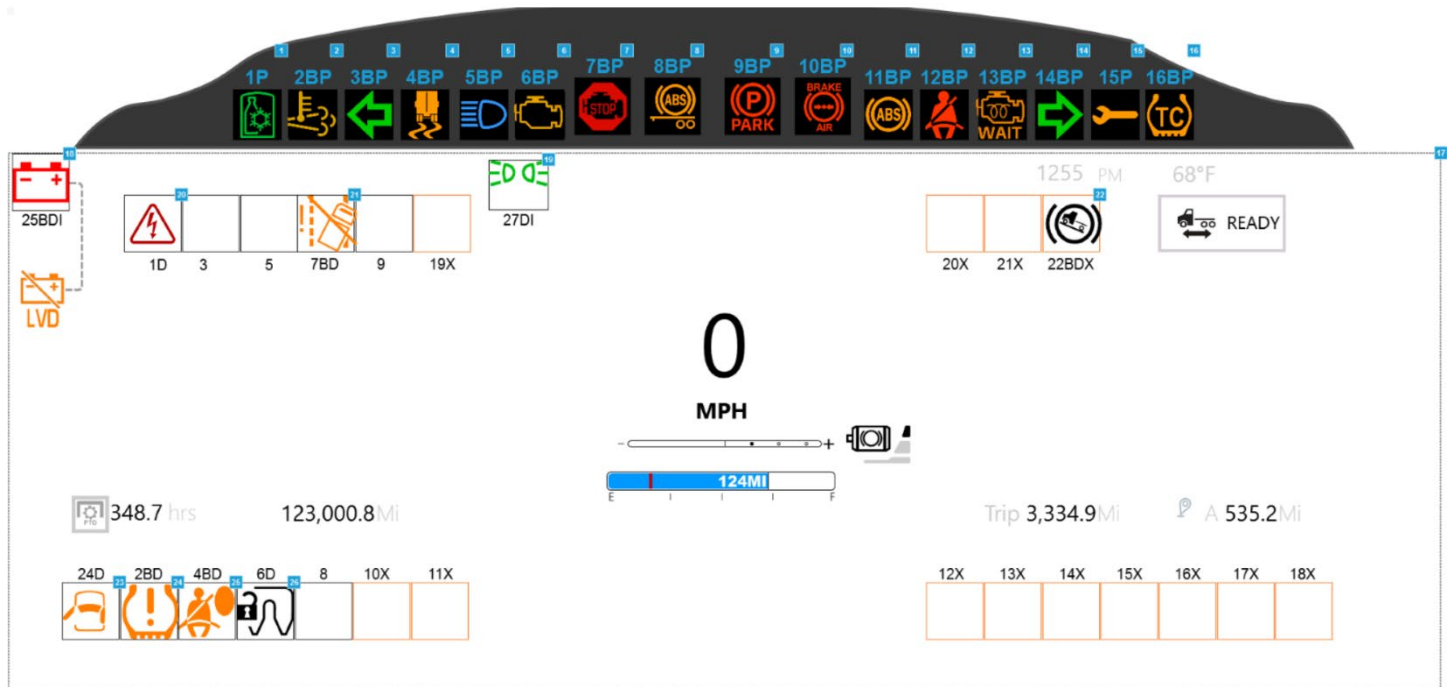 1 2 3 4 5 6 7 8 9 10 11 12 13 14 15 16
1P 2BP 3BP 4BP 5BP 6BP 7BP 8BP 9BP 10BP 11BP 12BP 13BP 14BP 15P 16BP
STOP ABS P PARK BRAKE AIR ABS WAIT TC
18 19 17
25BDI
27DI
1255 PM 68°F
20 21 22
READY
1D 3 5 7BD 9 19X
20X 21X 22BDX
LVD
0
MPH
- +
124MI
E F
PTO 348.7 hrs 123,000.8Mi
Trip 3,334.9Mi A 535.2Mi
24D 2BD 4BD 6D 8 10X 11X
12X 13X 14X 15X 16X 17X 18X
23 24 25 26